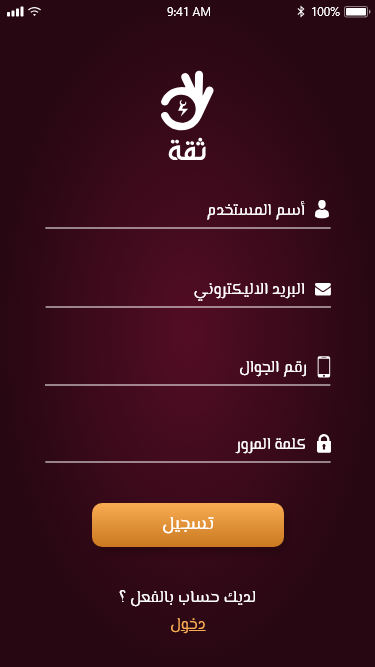 9:41 AM 100%
ثقة
أسم المستخدم
البريد الاليكتروني
رقم الجوال
كلمة المرور
تسجيل
لديك حساب بالفعل ؟
دخول